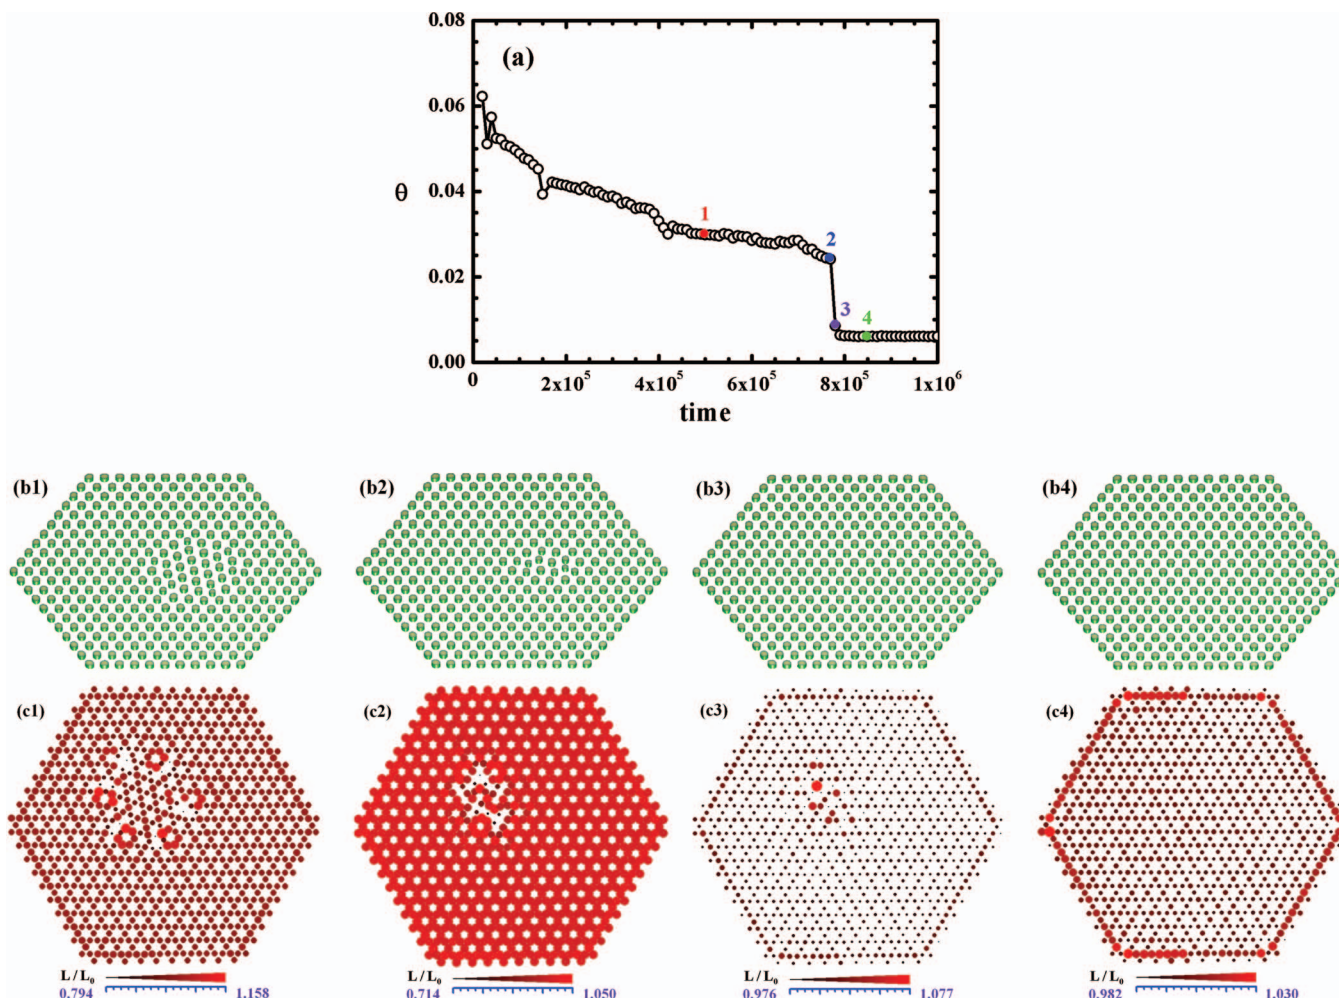 (a)
0.08
0.06
0.04
0.02
0.00
θ
1
2
3
4
0 2x10⁵ 4x10⁵ 6x10⁵ 8x10⁵ 1x10⁶
time
(b1) (b2) (b3) (b4)
(c1) (c2) (c3) (c4)
L / L₀ L / L₀ L / L₀ L / L₀
0.794 1.158 0.714 1.050 0.976 1.077 0.982 1.030